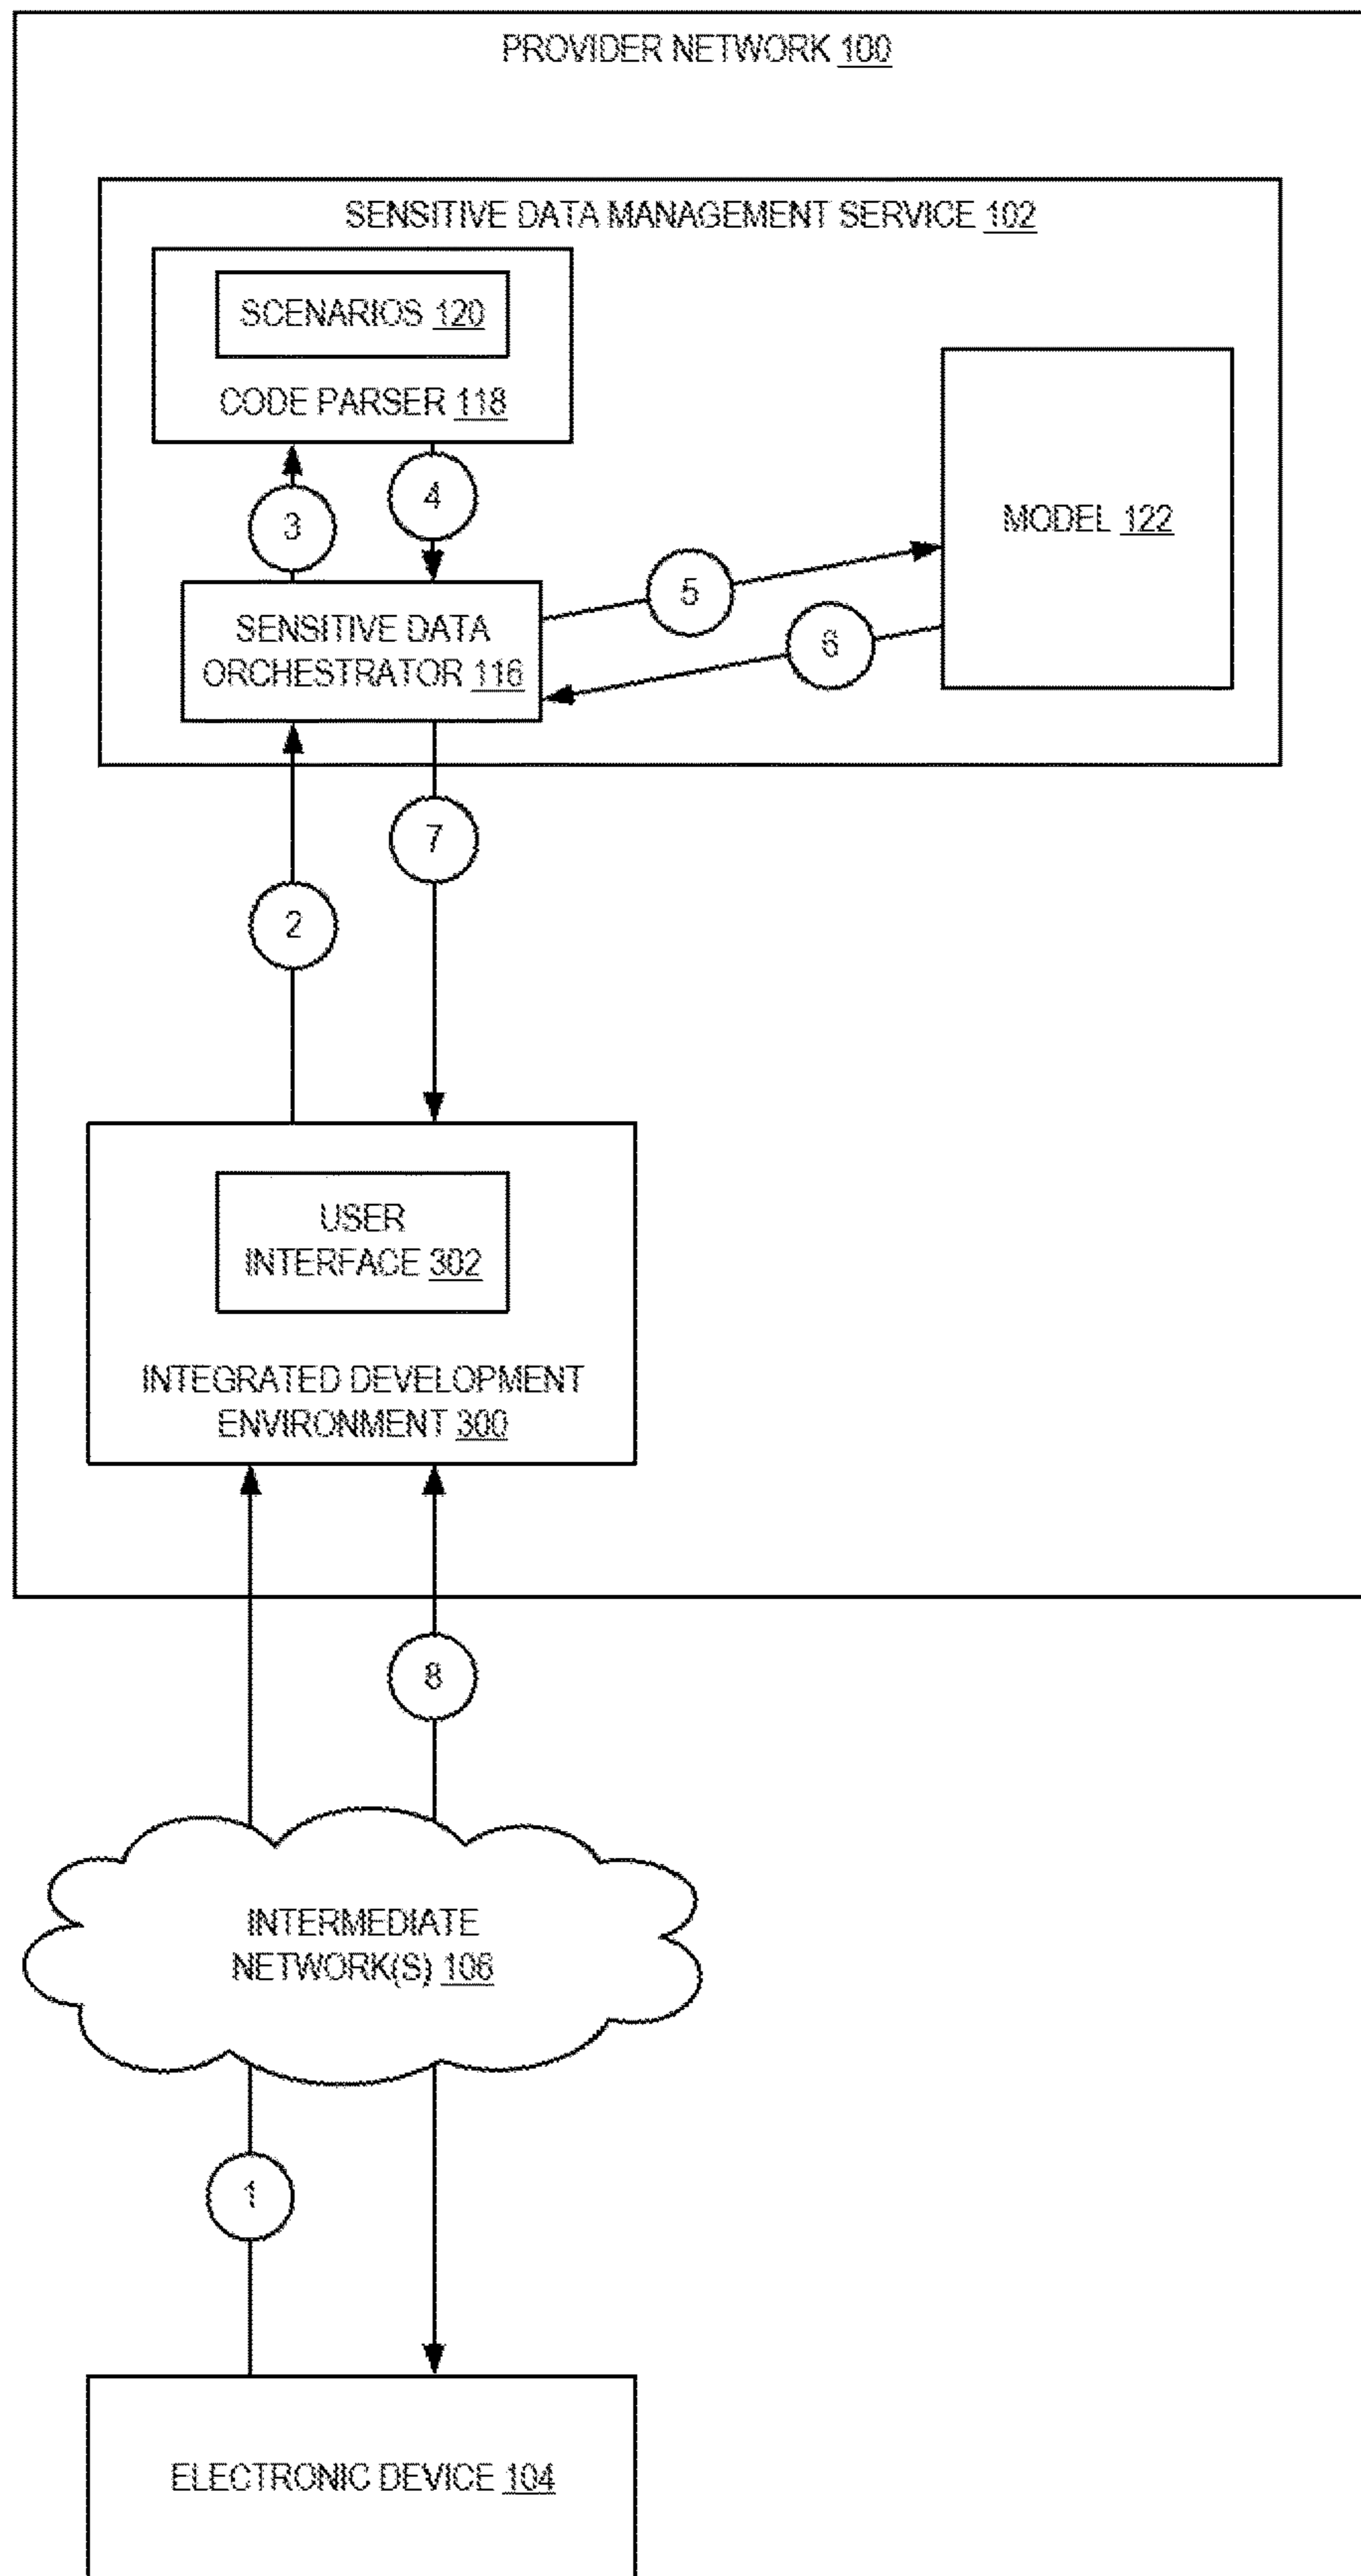 PROVIDER NETWORK 100
SENSITIVE DATA MANAGEMENT SERVICE 102
SCENARIOS 120
CODE PARSER 118
MODEL 122
3
4
5
6
SENSITIVE DATA
ORCHESTRATOR 116
7
2
USER
INTERFACE 302
INTEGRATED DEVELOPMENT
ENVIRONMENT 300
8
INTERMEDIATE
NETWORK(S) 106
1
ELECTRONIC DEVICE 104